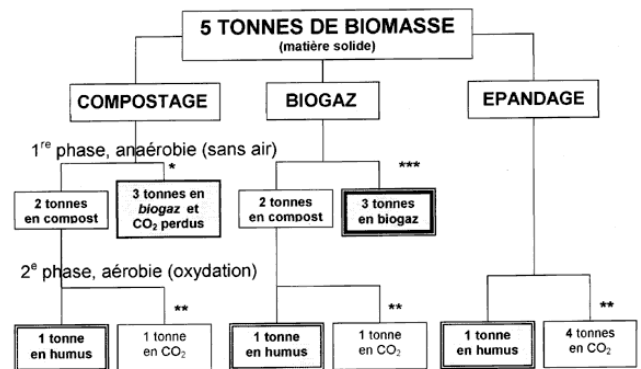 5 TONNES DE BIOMASSE
(matière solide)
COMPOSTAGE
BIOGAZ
EPANDAGE
1re phase, anaérobie (sans air)
*
***
2 tonnes
en compost
3 tonnes en
biogaz et
CO2 perdus
2 tonnes
en compost
3 tonnes
en biogaz
2e phase, aérobie (oxydation)
**
**
**
1 tonne
en humus
1 tonne
en CO2
1 tonne
en humus
1 tonne
en CO2
1 tonne
en humus
4 tonnes
en CO2